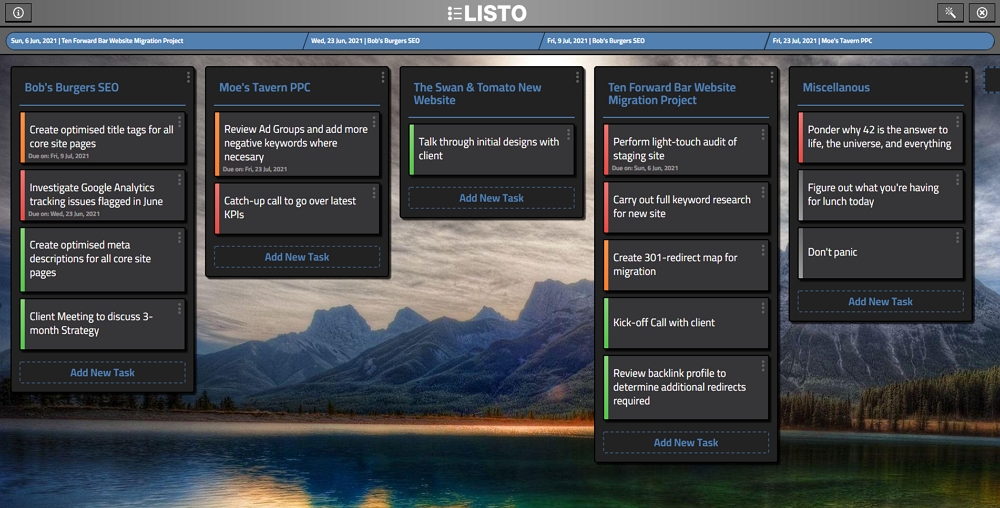 LISTO
Sun, 6 Jun, 2021 | Ten Forward Bar Website Migration Project
Wed, 23 Jun, 2021 | Bob's Burgers SEO
Fri, 9 Jul, 2021 | Bob's Burgers SEO
Fri, 23 Jul, 2021 | Moe's Tavern PPC
Bob's Burgers SEO
Create optimised title tags for all
core site pages
Due on: Fri, 9 Jul, 2021
Investigate Google Analytics
tracking issues flagged in June
Due on: Wed, 23 Jun, 2021
Create optimised meta
descriptions for all core site
pages
Client Meeting to discuss 3-
month Strategy
Add New Task
Moe's Tavern PPC
Review Ad Groups and add more
negative keywords where
necesary
Due on: Fri, 23 Jul, 2021
Catch-up call to go over latest
KPIs
Add New Task
The Swan & Tomato New
Website
Talk through initial designs with
client
Add New Task
Ten Forward Bar Website
Migration Project
Perform light-touch audit of
staging site
Due on: Sun, 6 Jun, 2021
Carry out full keyword research
for new site
Create 301-redirect map for
migration
Kick-off Call with client
Review backlink profile to
determine additional redirects
required
Add New Task
Miscellanous
Ponder why 42 is the answer to
life, the universe, and everything
Figure out what you're having
for lunch today
Don't panic
Add New Task